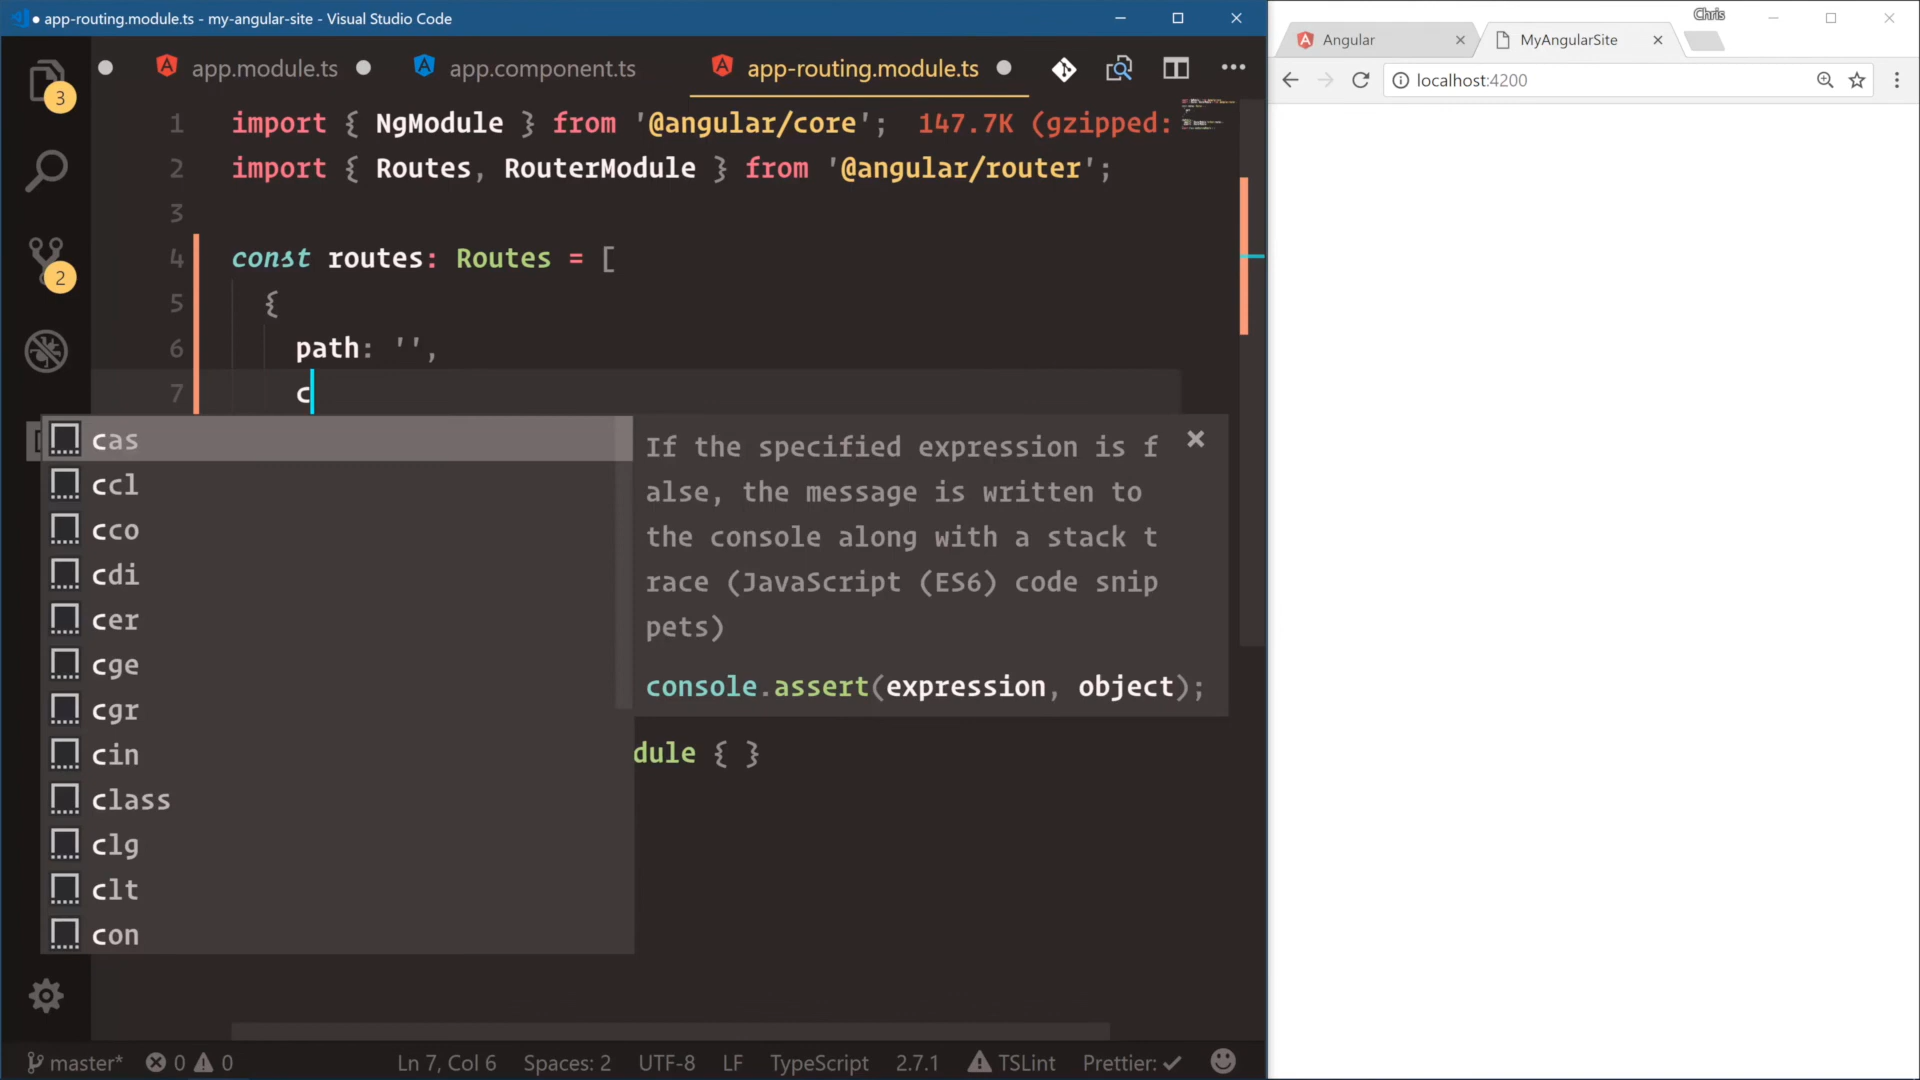 app-routing.module.ts - my-angular-site - Visual Studio Code
app.module.ts
app.component.ts
app-routing.module.ts
3
2
1 import { NgModule } from '@angular/core'; 147.7K (gzipped:
2 import { Routes, RouterModule } from '@angular/router';
3
4 const routes: Routes = [
5 {
6 path: '',
7 c
cas
ccl
cco
cdi
cer
cge
cgr
cin
class
clg
clt
con
If the specified expression is f
alse, the message is written to
the console along with a stack t
race (JavaScript (ES6) code snip
pets)
console.assert(expression, object);
dule { }
master* 0 0 Ln 7, Col 6 Spaces: 2 UTF-8 LF TypeScript 2.7.1 TSLint Prettier: ✓
Chris
Angular
MyAngularSite
localhost:4200